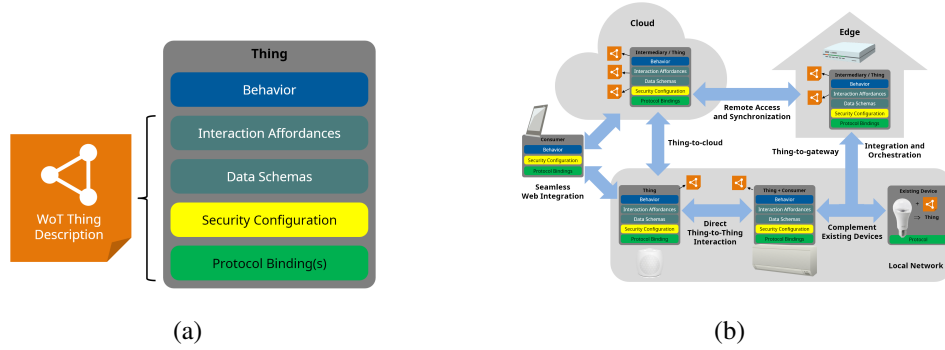 Thing
Behavior
Interaction Affordances
Data Schemas
Security Configuration
Protocol Binding(s)
WoT Thing
Description
(a)
Cloud
Intermediary / Thing
Behavior
Interaction Affordances
Data Schemas
Security Configuration
Protocol Bindings
Edge
Intermediary / Thing
Behavior
Interaction Affordances
Data Schemas
Security Configuration
Protocol Bindings
Remote Access
and Synchronization
Consumer
Behavior
Security Configuration
Protocol Bindings
Seamless
Web Integration
Thing-to-cloud
Thing-to-gateway
Integration and
Orchestration
Thing
Behavior
Interaction Affordances
Data Schemas
Security Configuration
Protocol Binding
Direct
Thing-to-Thing
Interaction
Thing + Consumer
Behavior
Interaction Affordances
Data Schemas
Security Configuration
Protocol Bindings
Complement
Existing Devices
Existing Device
+
=> Thing
Protocol
Local Network
(b)